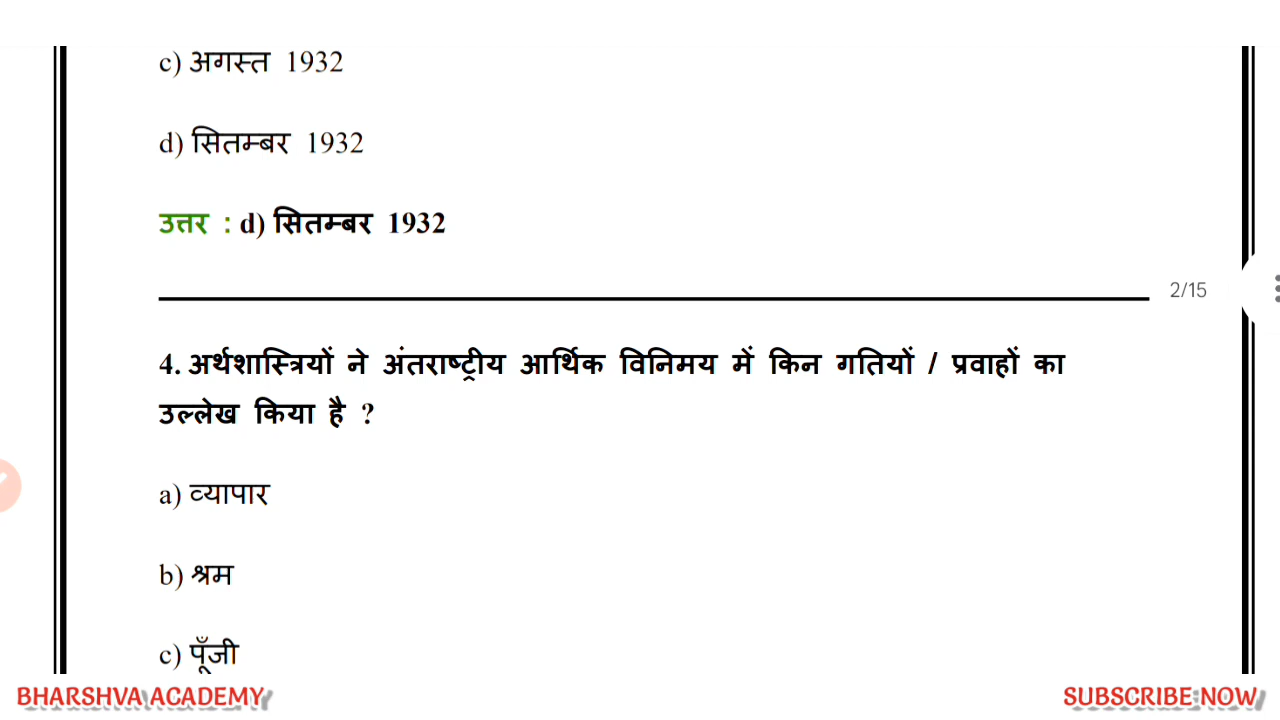 c) अगस्त 1932
d) सितम्बर 1932
उत्तर : d) सितम्बर 1932
2/15
4. अर्थशास्त्रियों ने अंतराष्ट्रीय आर्थिक विनिमय में किन गतियों / प्रवाहों का
उल्लेख किया है ?
a) व्यापार
b) श्रम
c) पूँजी
BHARSHVA ACADEMY
SUBSCRIBE NOW